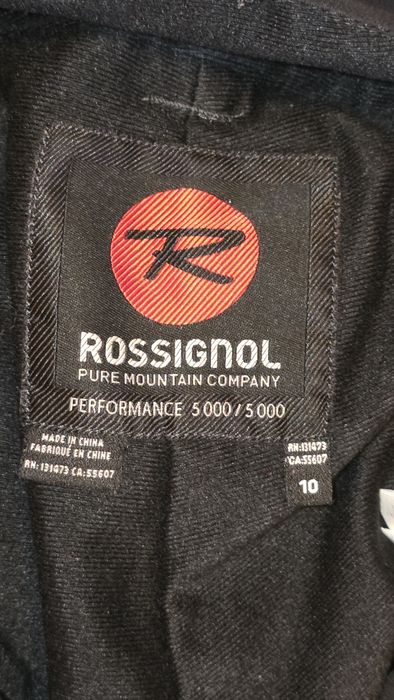 R
ROSSIGNOL
PURE MOUNTAIN COMPANY
PERFORMANCE 5 000 / 5 000
MADE IN CHINA
FABRIQUÉ EN CHINE
RN:131473 CA:55607
RN:131473
CA:55607
10